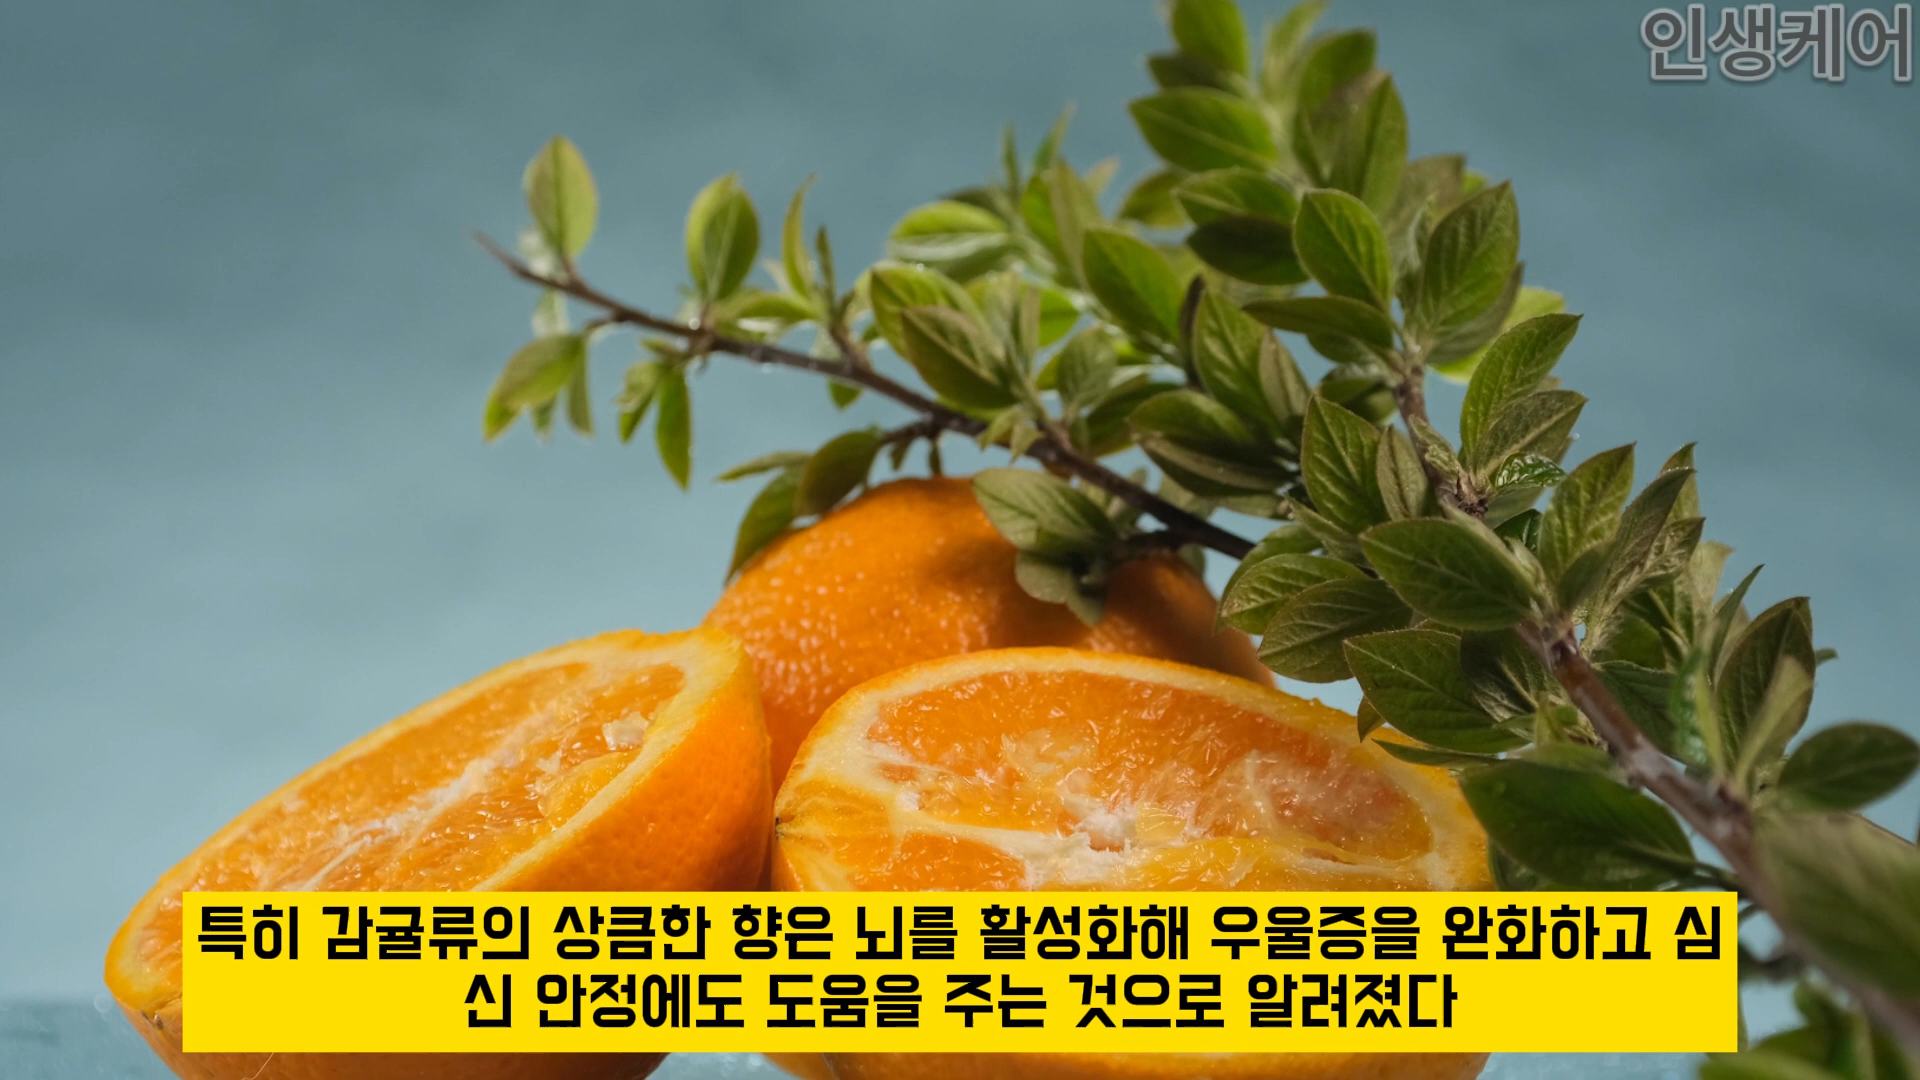 인생케어
특히 감귤류의 상큼한 향은 뇌를 활성화해 우울증을 완화하고 심
신 안정에도 도움을 주는 것으로 알려졌다